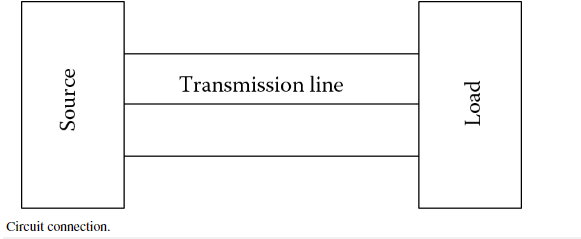 Source
Transmission line
Load
Circuit connection.